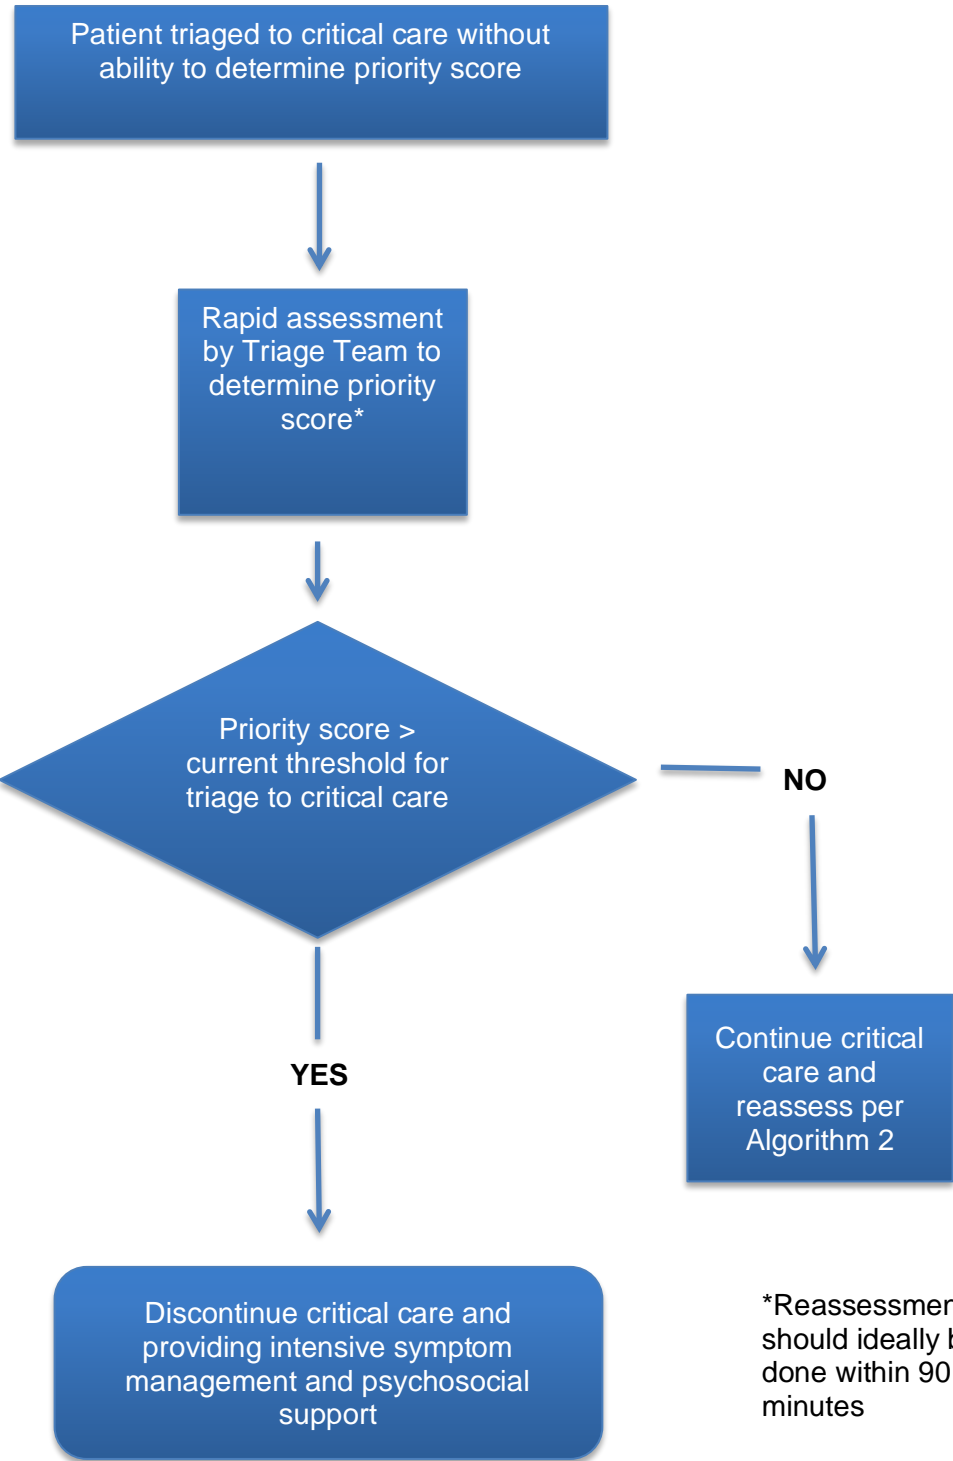 Patient triaged to critical care without
ability to determine priority score
Rapid assessment
by Triage Team to
determine priority
score*
Priority score >
current threshold for
triage to critical care
NO
YES
Continue critical
care and
reassess per
Algorithm 2
Discontinue critical care and
providing intensive symptom
management and psychosocial
support
*Reassessmen
should ideally b
done within 90
minutes